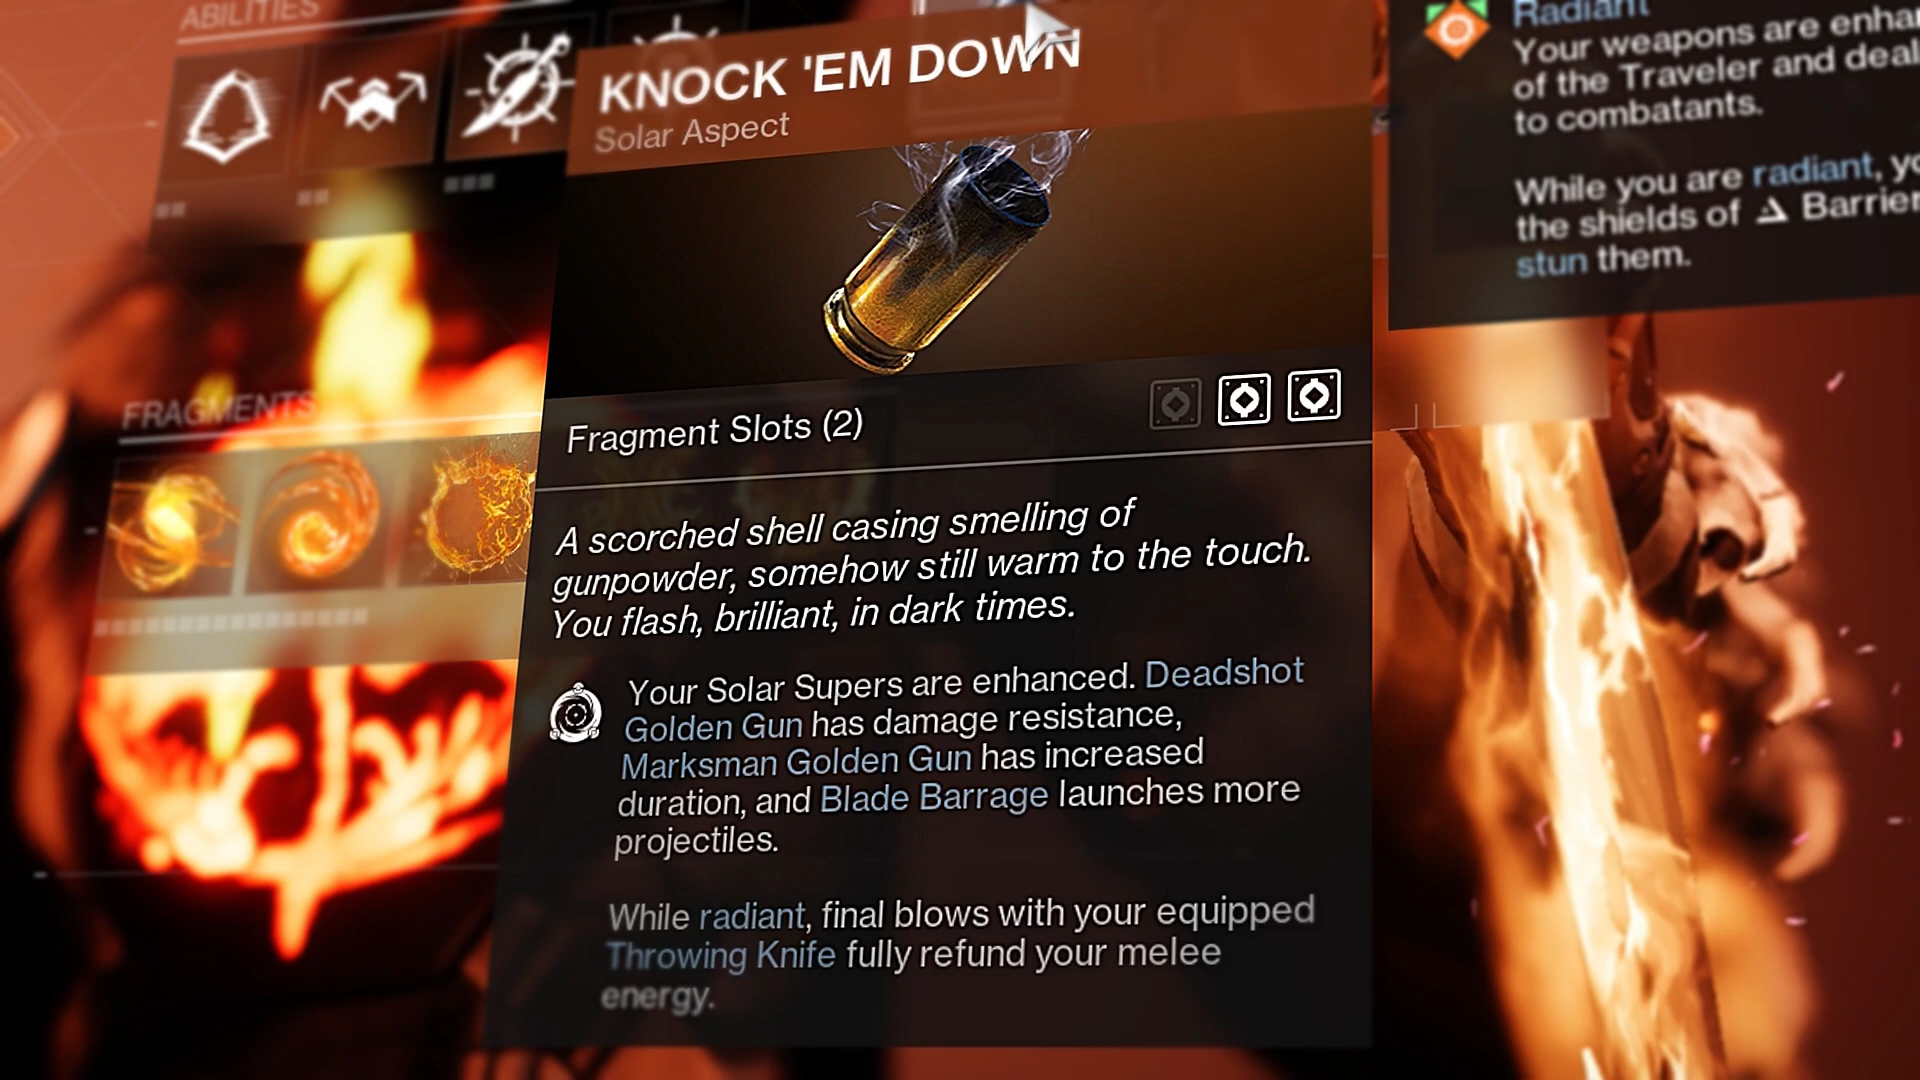 ABILITIES
KNOCK 'EM DOWN
Solar Aspect
Fragment Slots (2)
A scorched shell casing smelling of
gunpowder, somehow still warm to the touch.
You flash, brilliant, in dark times.
Your Solar Supers are enhanced. Deadshot
Golden Gun has damage resistance,
Marksman Golden Gun has increased
duration, and Blade Barrage launches more
projectiles.
While radiant, final blows with your equipped
Throwing Knife fully refund your melee
energy.
FRAGMENTS
Radiant
Your weapons are
of the Traveler and deal
to combatants.
While you are radiant,
the shields of Barrier
stun them.